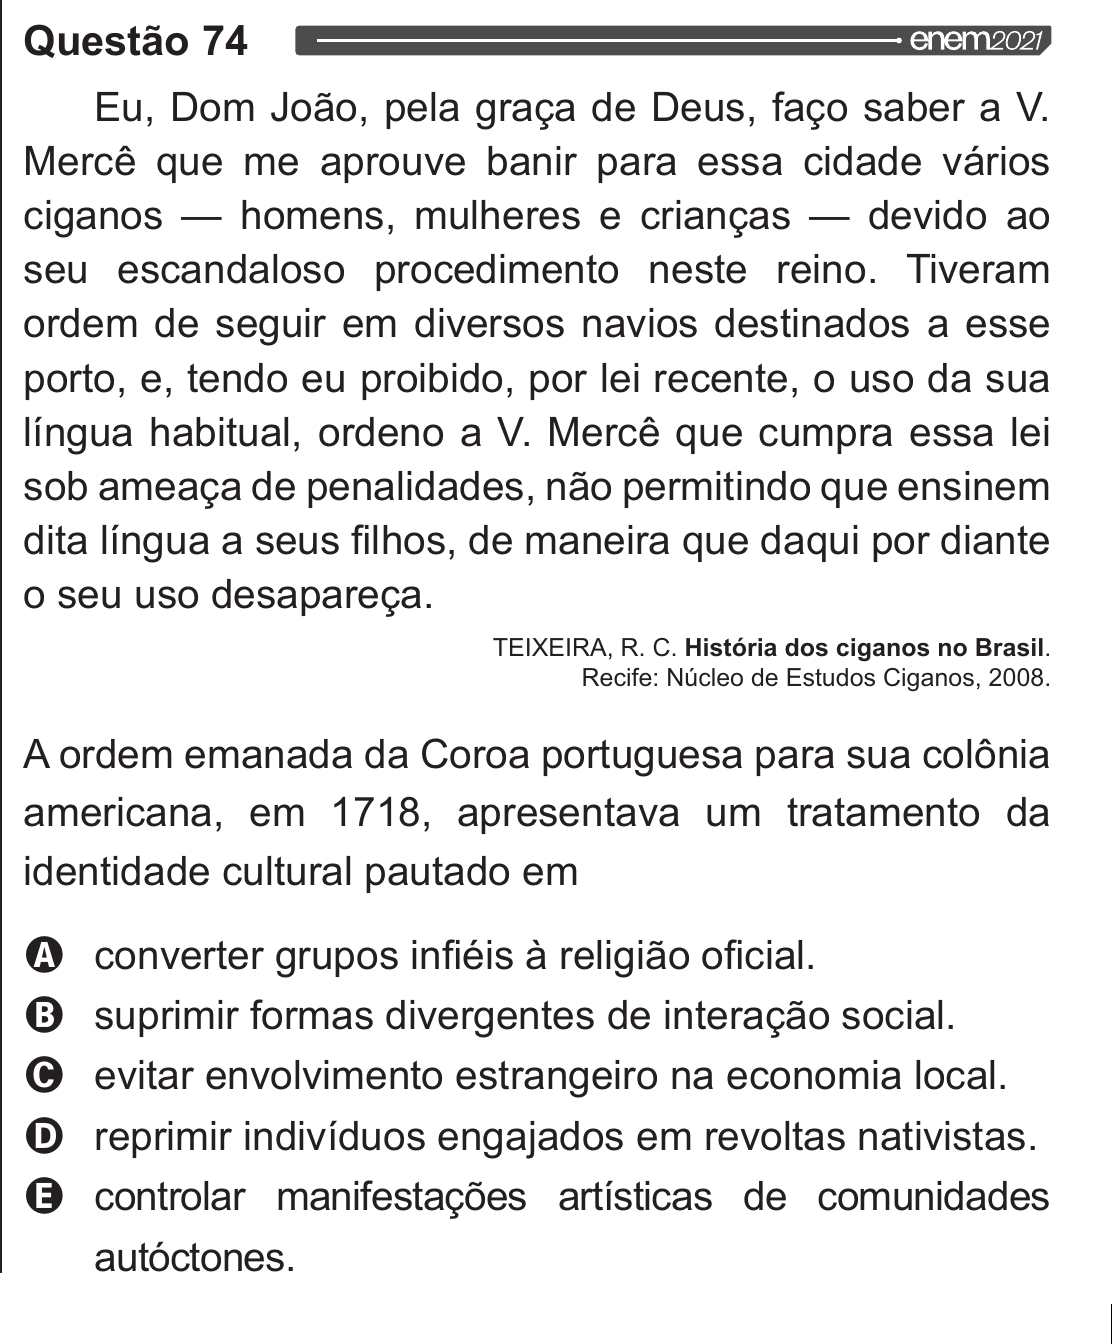 Questão 74
enem2021
Eu, Dom João, pela graça de Deus, faço saber a V.
Mercê que me aprouve banir para essa cidade vários
ciganos — homens, mulheres e crianças — devido ao
seu escandaloso procedimento neste reino. Tiveram
ordem de seguir em diversos navios destinados a esse
porto, e, tendo eu proibido, por lei recente, o uso da sua
língua habitual, ordeno a V. Mercê que cumpra essa lei
sob ameaça de penalidades, não permitindo que ensinem
dita língua a seus filhos, de maneira que daqui por diante
o seu uso desapareça.
TEIXEIRA, R. C. História dos ciganos no Brasil.
Recife: Núcleo de Estudos Ciganos, 2008.
A ordem emanada da Coroa portuguesa para sua colônia
americana, em 1718, apresentava um tratamento da
identidade cultural pautado em
A converter grupos infiéis à religião oficial.
B suprimir formas divergentes de interação social.
C evitar envolvimento estrangeiro na economia local.
D reprimir indivíduos engajados em revoltas nativistas.
E controlar manifestações artísticas de comunidades
autóctones.